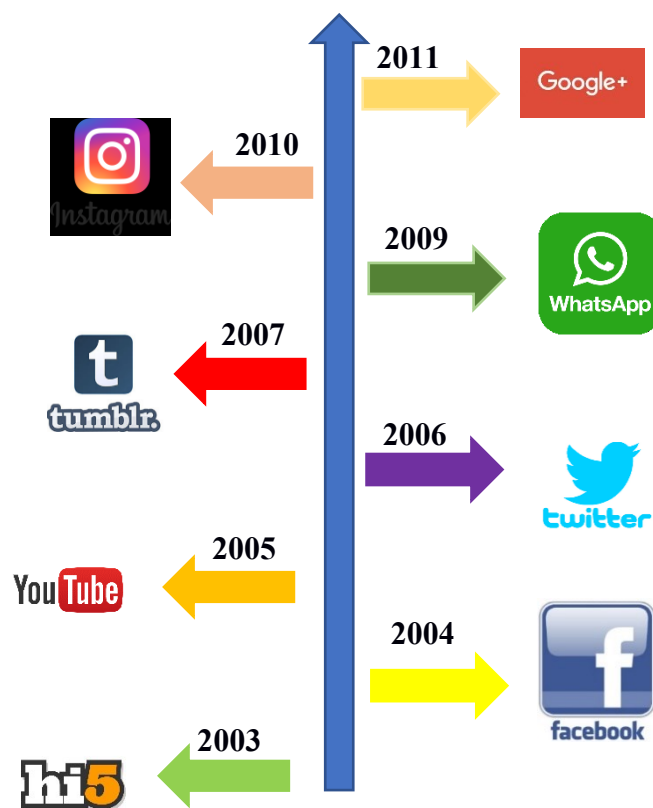 2011
Google+
2010
Instagram
2009
WhatsApp
2007
t
tumblr.
2006
twitter
2005
YouTube
2004
f
facebook
2003
hi5